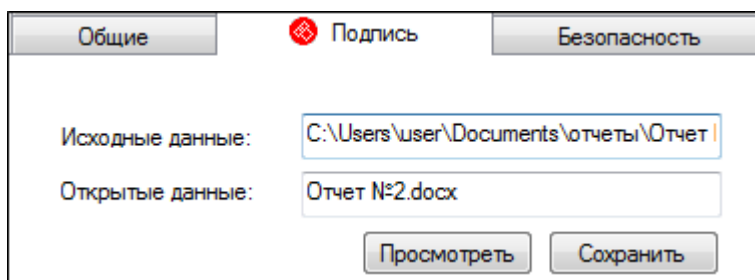 Общие Подпись Безопасность
Исходные данные: C:\Users\user\Documents\отчеты\Отчет
Открытые данные: Отчет №2.docx
Просмотреть Сохранить